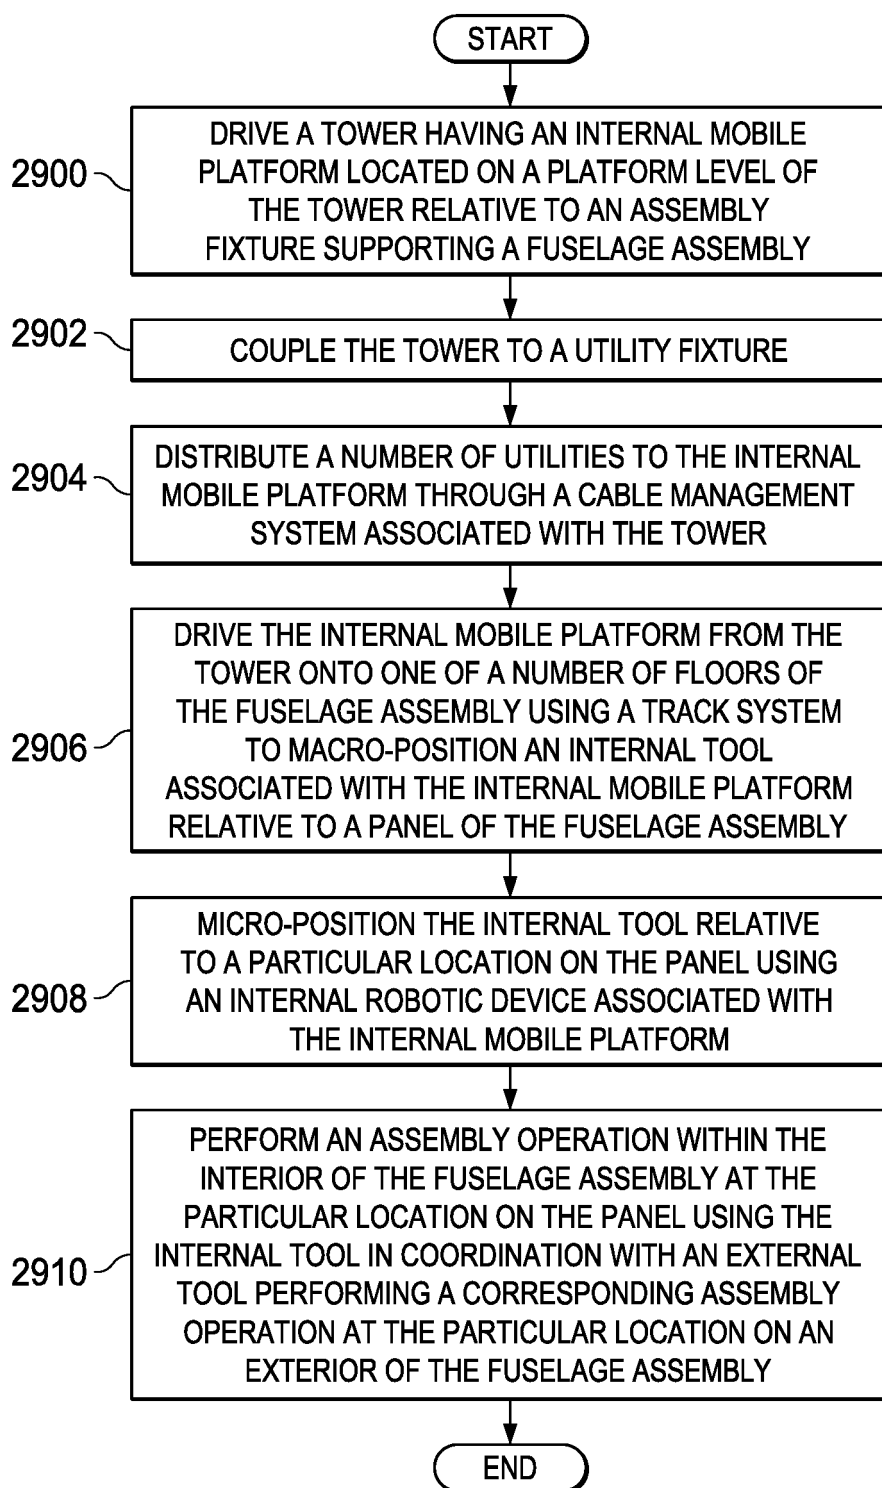 START
2900
DRIVE A TOWER HAVING AN INTERNAL MOBILE
PLATFORM LOCATED ON A PLATFORM LEVEL OF
THE TOWER RELATIVE TO AN ASSEMBLY
FIXTURE SUPPORTING A FUSELAGE ASSEMBLY
2902
COUPLE THE TOWER TO A UTILITY FIXTURE
2904
DISTRIBUTE A NUMBER OF UTILITIES TO THE INTERNAL
MOBILE PLATFORM THROUGH A CABLE MANAGEMENT
SYSTEM ASSOCIATED WITH THE TOWER
2906
DRIVE THE INTERNAL MOBILE PLATFORM FROM THE
TOWER ONTO ONE OF A NUMBER OF FLOORS OF
THE FUSELAGE ASSEMBLY USING A TRACK SYSTEM
TO MACRO-POSITION AN INTERNAL TOOL
ASSOCIATED WITH THE INTERNAL MOBILE PLATFORM
RELATIVE TO A PANEL OF THE FUSELAGE ASSEMBLY
2908
MICRO-POSITION THE INTERNAL TOOL RELATIVE
TO A PARTICULAR LOCATION ON THE PANEL USING
AN INTERNAL ROBOTIC DEVICE ASSOCIATED WITH
THE INTERNAL MOBILE PLATFORM
2910
PERFORM AN ASSEMBLY OPERATION WITHIN THE
INTERIOR OF THE FUSELAGE ASSEMBLY AT THE
PARTICULAR LOCATION ON THE PANEL USING THE
INTERNAL TOOL IN COORDINATION WITH AN EXTERNAL
TOOL PERFORMING A CORRESPONDING ASSEMBLY
OPERATION AT THE PARTICULAR LOCATION ON AN
EXTERIOR OF THE FUSELAGE ASSEMBLY
END